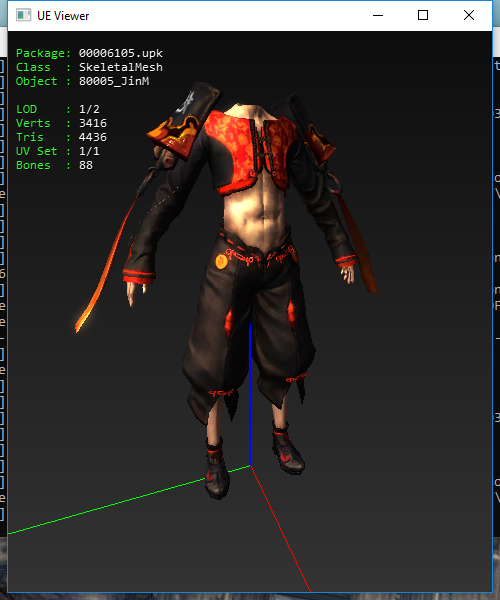 UE Viewer
Package: 00006105.upk
Class : SkeletalMesh
Object : 80005_JinM
LOD : 1/2
Verts : 3416
Tris : 4436
UV Set : 1/1
Bones : 88